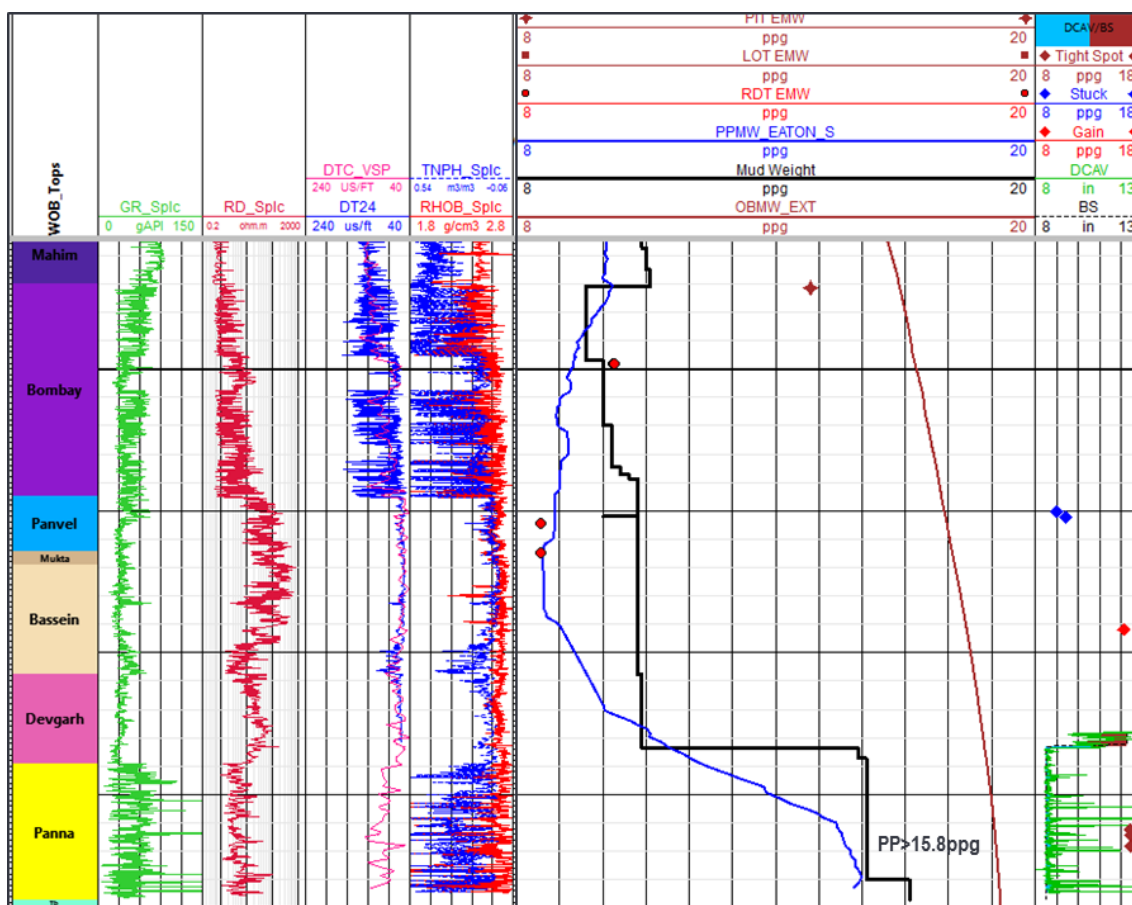 PIT EMW
8 ppg 20
LOT EMW
8 ppg 20
RDT EMW
8 ppg 20
PPMW_EATON_S
8 ppg 20
Mud Weight
8 ppg 20
OBMW_EXT
8 ppg 20
DCAV/BS
Tight Spot
8 ppg 18
Stuck
8 ppg 18
Gain
8 ppg 18
DCAV
8 in 13
BS
8 in 13
WOB_Tops
GR_Splc
0 gAPI 150
RD_Splc
0.2 ohm.m 2000
DTC_VSP
240 US/FT 40
DT24
240 us/ft 40
TNPH_Splc
0.54 m3/m3 -0.06
RHOB_Splc
1.8 g/cm3 2.8
Mahim
Bombay
Panvel
Mukta
Bassein
Devgarh
Panna
PP>15.8ppg